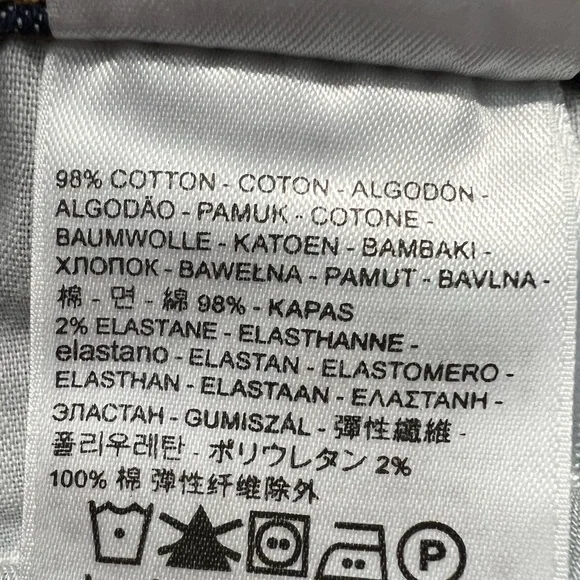 98% COTTON - COTON - ALGODÓN -
ALGODÃO - PAMUK - COTONE -
BAUMWOLLE - KATOEN - BAMBAKI -
ХЛОПОК - BAWEŁNA - PAMUT - BAVLNA -
棉 - 면 - 綿 98% - KAPAS
2% ELASTANE - ELASTHANNE -
elastano - ELASTAN - ELASTOMERO -
ELASTHAN - ELASTAAN - ΕΛΑΣΤΑΝΗ -
ЭЛАСТАН - GUMISZÁL - 彈性纖維 -
폴리우레탄 - ポリウレタン 2%
100% 棉 弹性纤维除外
P